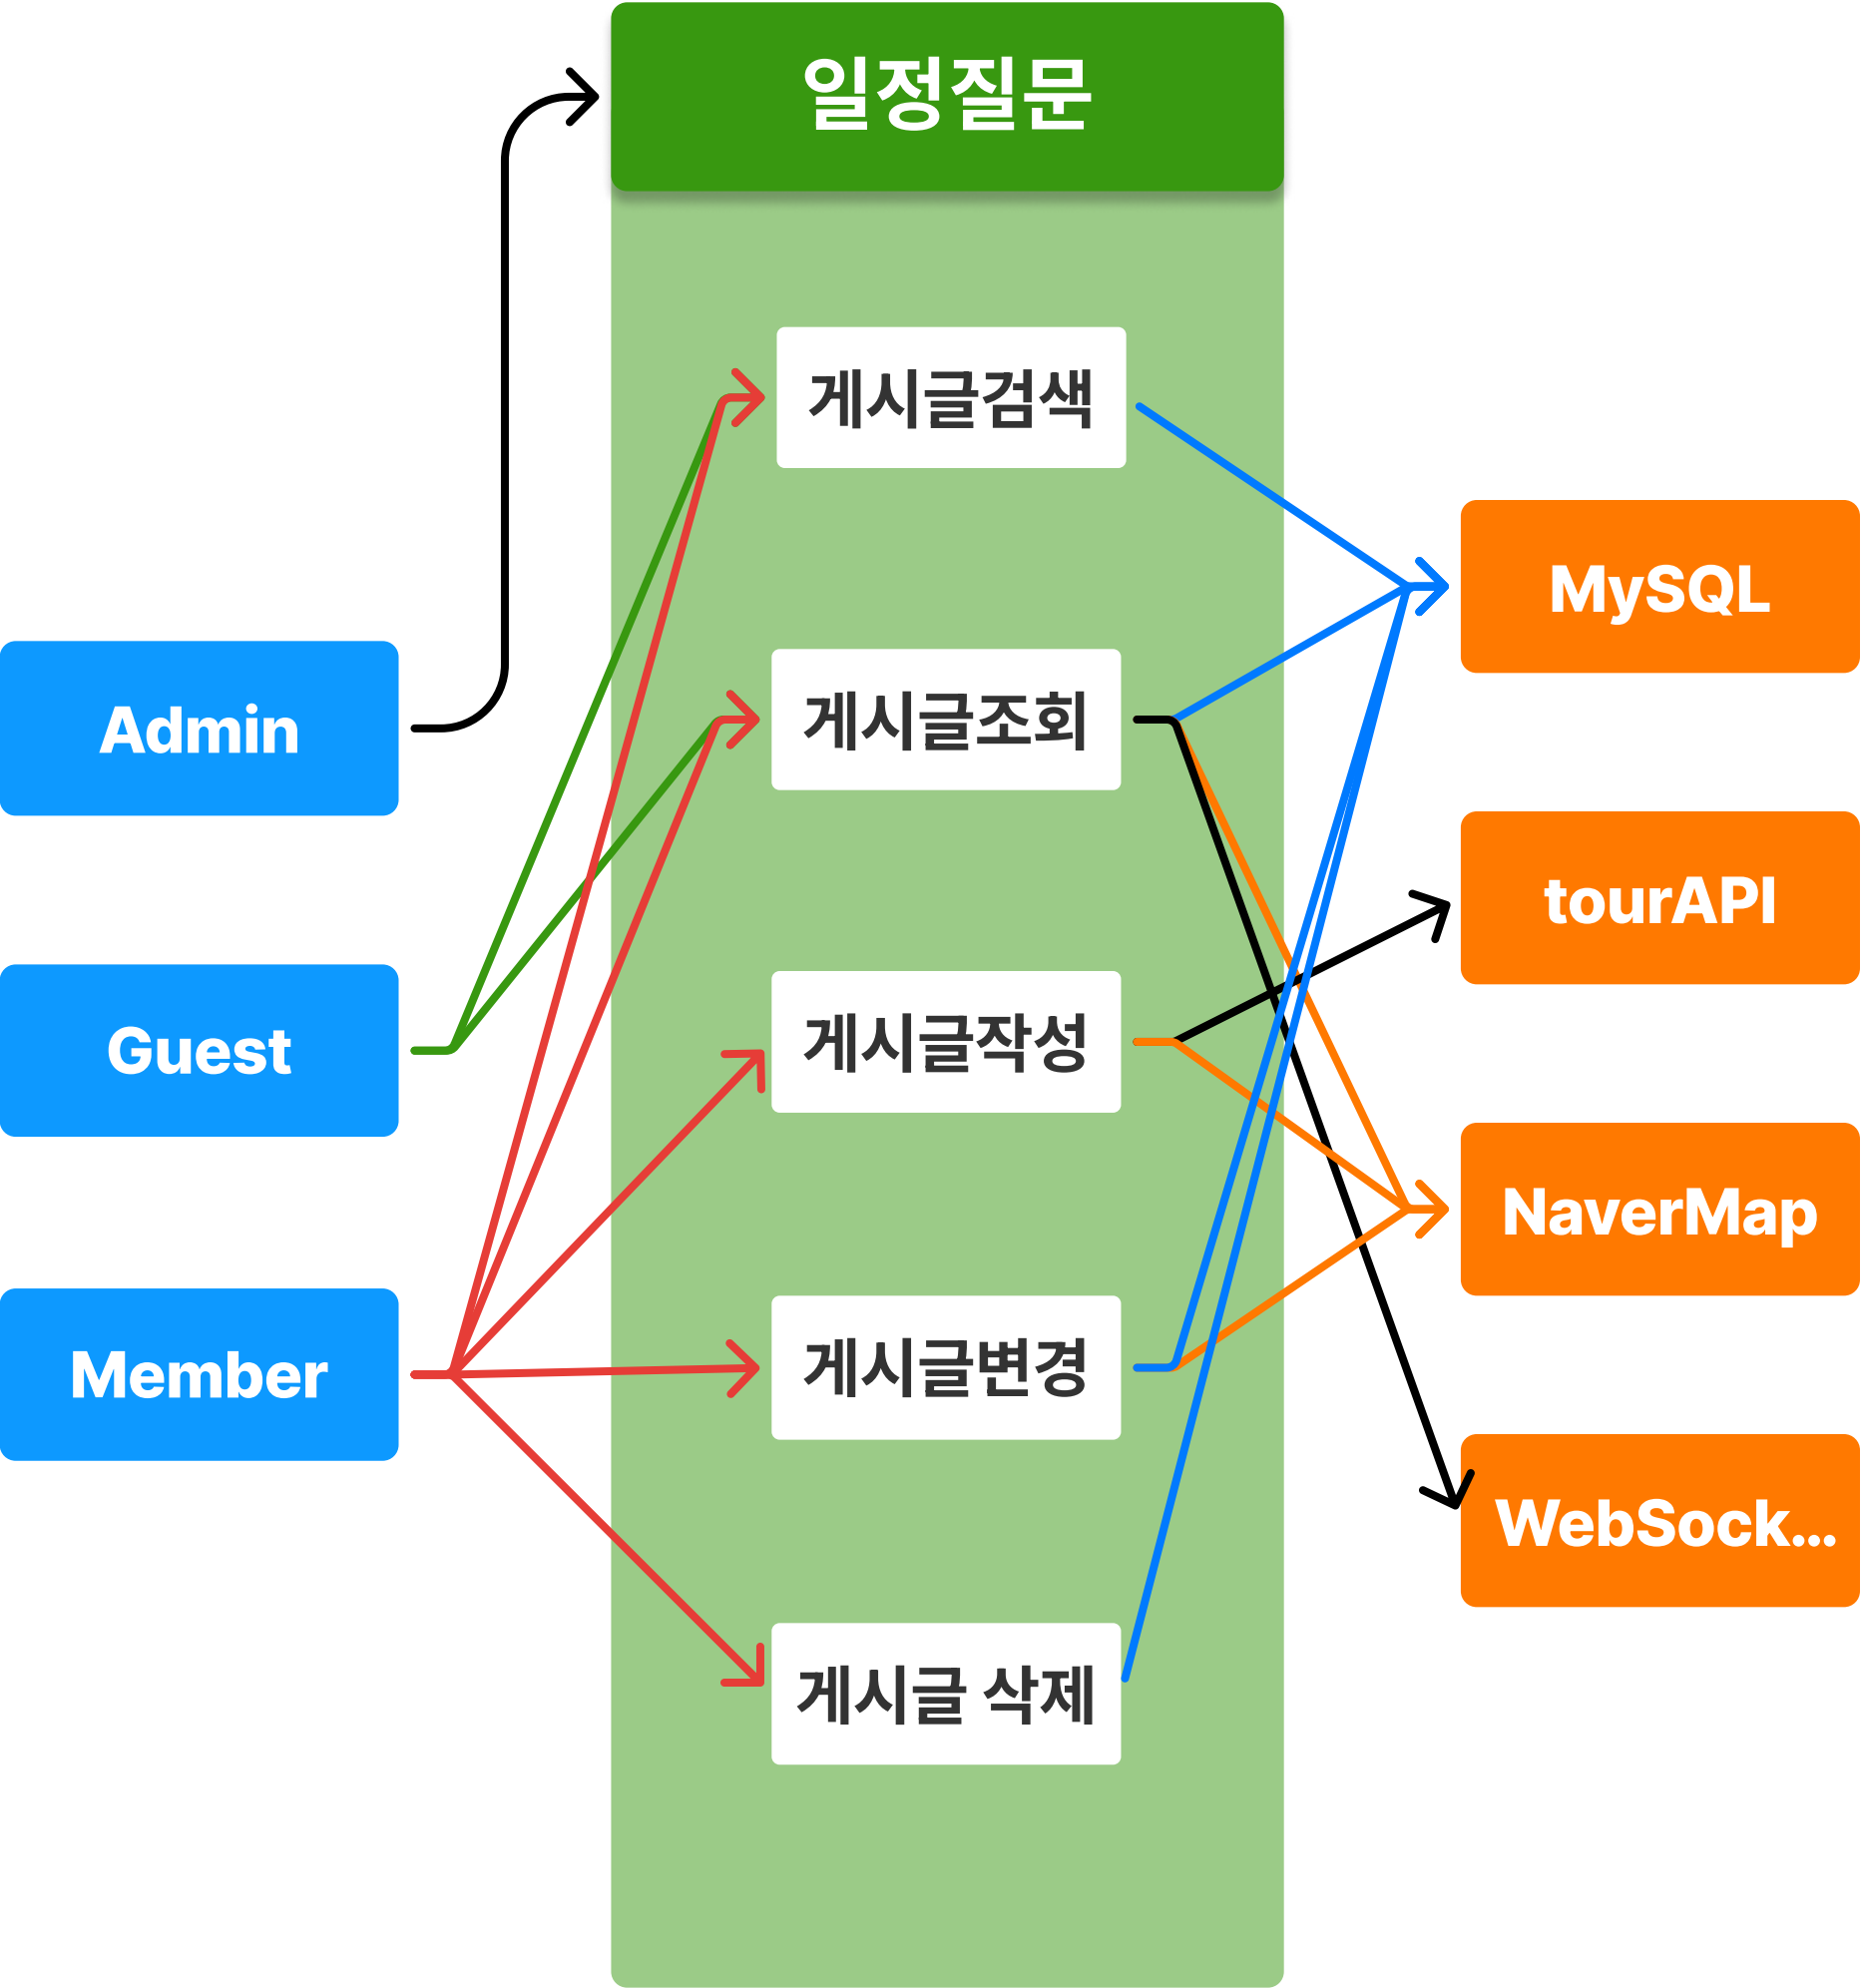 일정질문
게시글검색
게시글조회
게시글작성
게시글변경
게시글 삭제
Admin
Guest
Member
MySQL
tourAPI
NaverMap
WebSock...